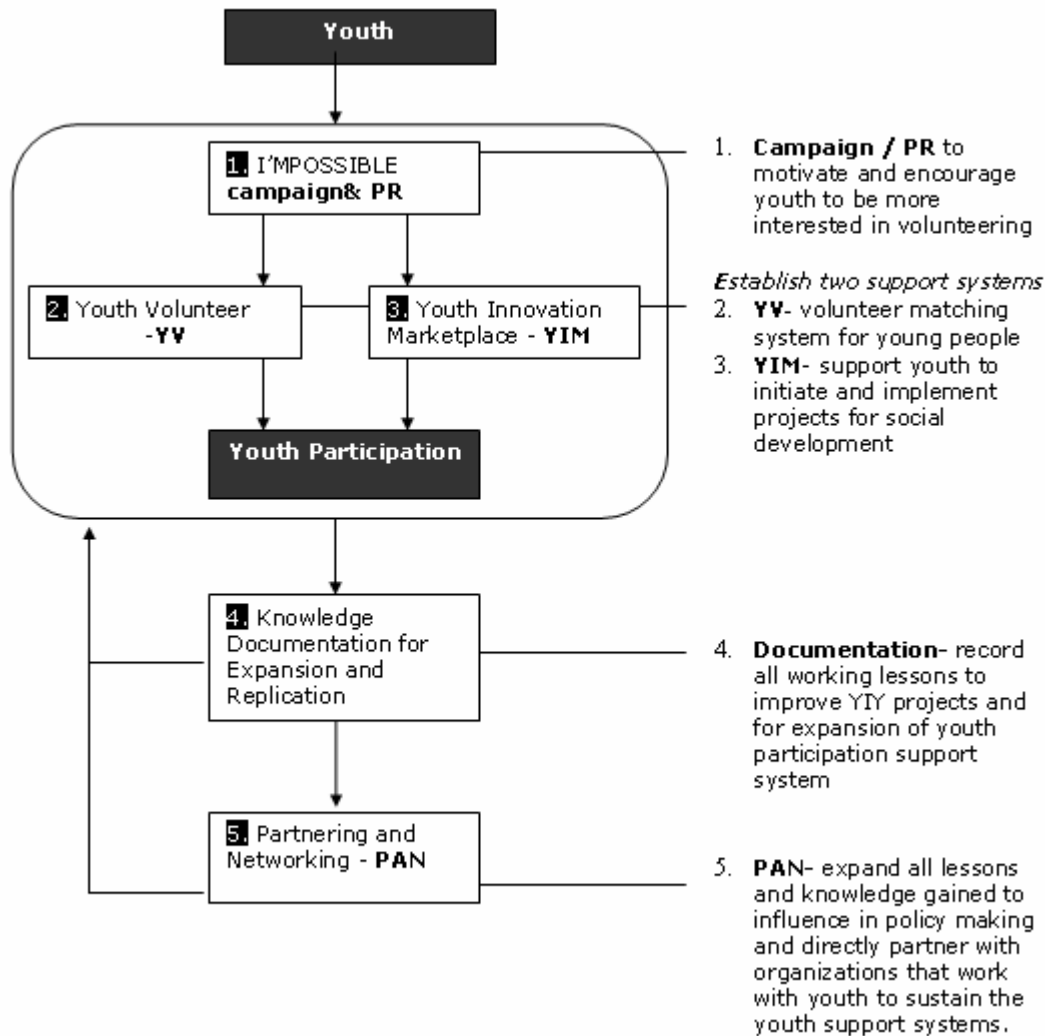 Youth
1. I'MPOSSIBLE
campaign& PR
2. Youth Volunteer
-YV
3. Youth Innovation
Marketplace - YIM
Youth Participation
4. Knowledge
Documentation for
Expansion and
Replication
5. Partnering and
Networking - PAN
1. Campaign / PR to
motivate and encourage
youth to be more
interested in volunteering
Establish two support systems
2. YV- volunteer matching
system for young people
3. YIM- support youth to
initiate and implement
projects for social
development
4. Documentation- record
all working lessons to
improve YIY projects and
for expansion of youth
participation support
system
5. PAN- expand all lessons
and knowledge gained to
influence in policy making
and directly partner with
organizations that work
with youth to sustain the
youth support systems.